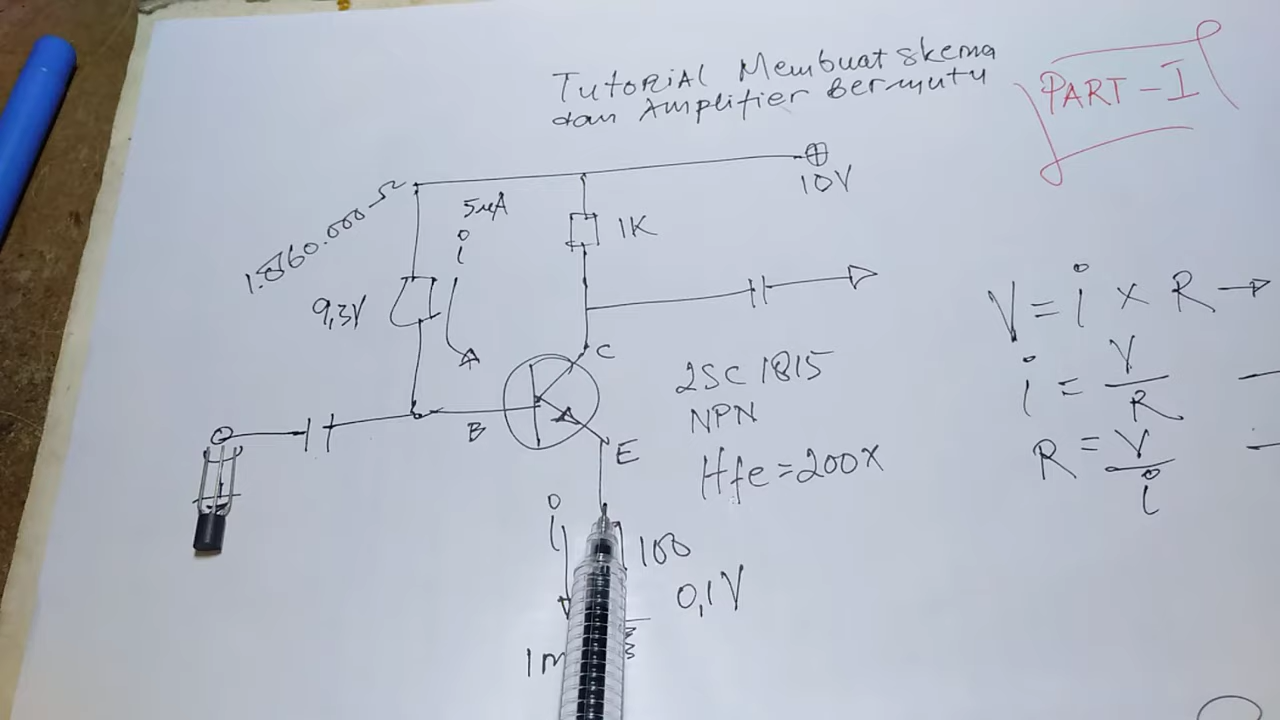 Tutorial Membuat skema
dan Amplifier Bermutu
PART-I
10V
1.860.000 Ω
5μA
i
1K
9,3V
C
B
E
2SC 1815
NPN
Hfe=200X
V = i x R →
i = V/R
R = V/i
i
100
0,1V
1m